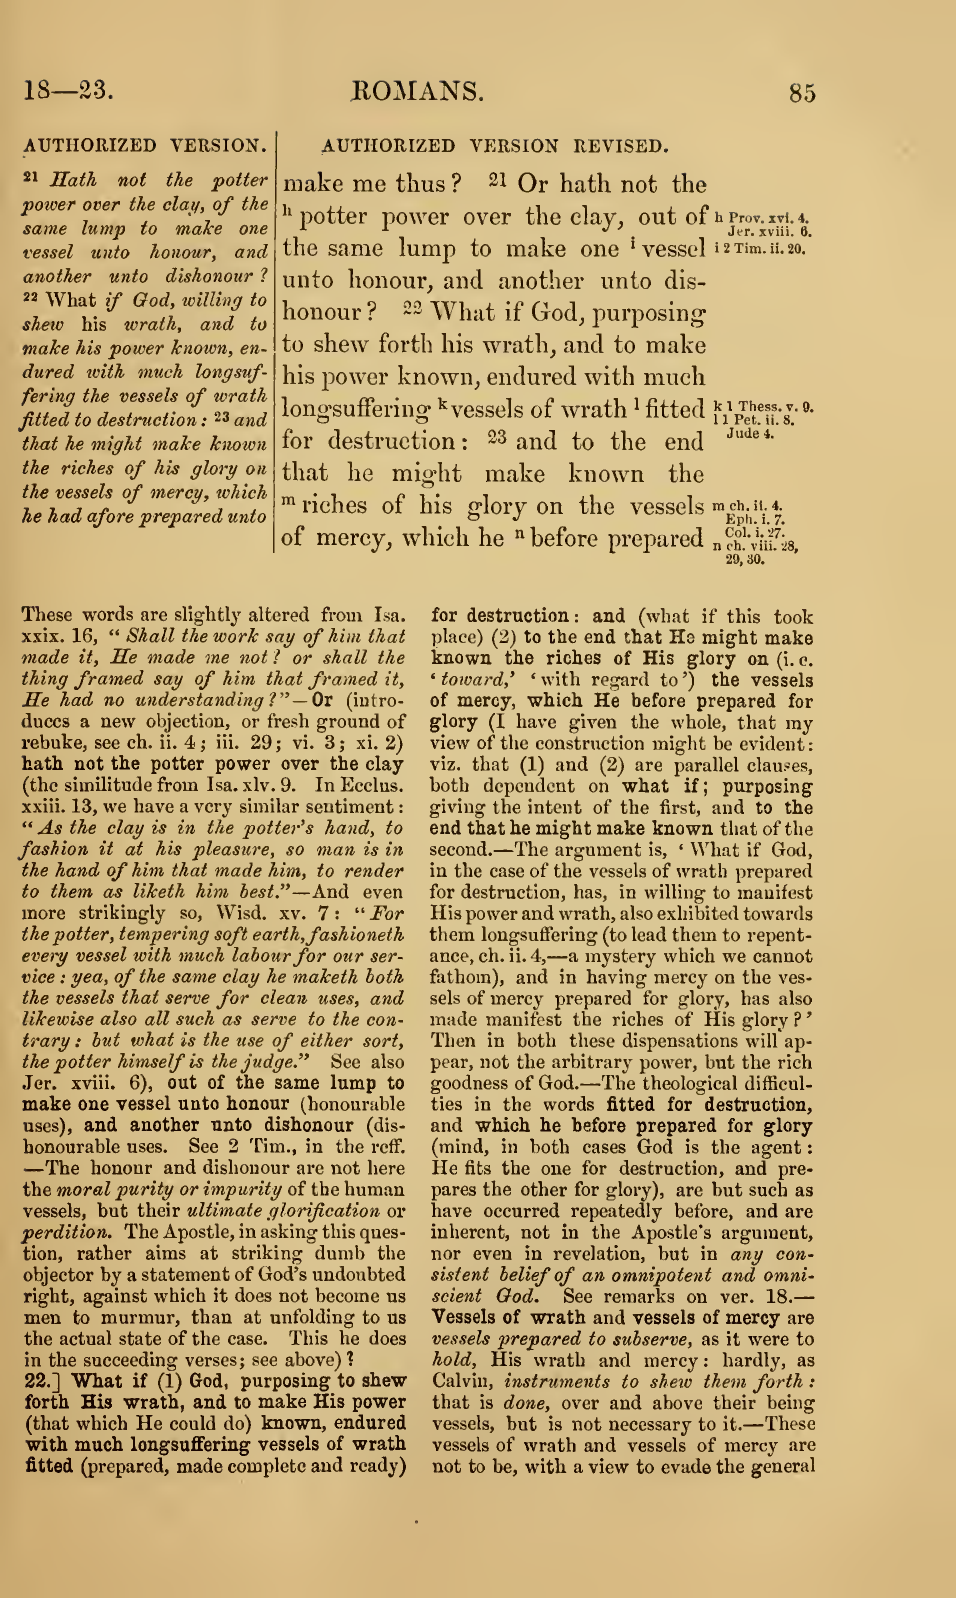 18—23.
ROMANS.
85
AUTHORIZED VERSION.
21 Hath not the potter
power over the clay, of the
same lump to make one
vessel unto honour, and
another unto dishonour?
22 What if God, willing to
shew his wrath, and to
make his power known, en-
dured with much longsuf-
fering the vessels of wrath
fitted to destruction: 23 and
that he might make known
the riches of his glory on
the vessels of mercy, which
he had afore prepared unto
AUTHORIZED VERSION REVISED.
make me thus? 21 Or hath not the
h potter power over the clay, out of
the same lump to make one i vessel
unto honour, and another unto dis-
honour? 22 What if God, purposing
to shew forth his wrath, and to make
his power known, endured with much
longsuffering k vessels of wrath l fitted
for destruction: 23 and to the end
that he might make known the
m riches of his glory on the vessels
of mercy, which he n before prepared
h Prov. xvi. 4.
Jer. xviii. 6.
i 2 Tim. ii. 20.
k 1 Thess. v. 9.
l 1 Pet. ii. 8.
Jude 4.
m ch. ii. 4.
Eph. i. 7.
Col. i. 27.
n ch. viii. 28,
29, 30.
These words are slightly altered from Isa.
xxix. 16, “Shall the work say of him that
made it, He made me not? or shall the
thing framed say of him that framed it,
He had no understanding?”—Or (intro-
duces a new objection, or fresh ground of
rebuke, see ch. ii. 4; iii. 29; vi. 3; xi. 2)
hath not the potter power over the clay
(the similitude from Isa. xlv. 9. In Ecclus.
xxiii. 13, we have a very similar sentiment:
“As the clay is in the potter's hand, to
fashion it at his pleasure, so man is in
the hand of him that made him, to render
to them as liketh him best.”—And even
more strikingly so, Wisd. xv. 7: “For
the potter, tempering soft earth, fashioneth
every vessel with much labour for our ser-
vice: yea, of the same clay he maketh both
the vessels that serve for clean uses, and
likewise also all such as serve to the con-
trary: but what is the use of either sort,
the potter himself is the judge.” See also
Jer. xviii. 6), out of the same lump to
make one vessel unto honour (honourable
uses), and another unto dishonour (dis-
honourable uses. See 2 Tim., in the reff.
—The honour and dishonour are not here
the moral purity or impurity of the human
vessels, but their ultimate glorification or
perdition. The Apostle, in asking this ques-
tion, rather aims at striking dumb the
objector by a statement of God's undoubted
right, against which it does not become us
men to murmur, than at unfolding to us
the actual state of the case. This he does
in the succeeding verses; see above)?
22.] What if (1) God, purposing to shew
forth His wrath, and to make His power
(that which He could do) known, endured
with much longsuffering vessels of wrath
fitted (prepared, made complete and ready)
for destruction: and (what if this took
place) (2) to the end that He might make
known the riches of His glory on (i. e.
‘toward,’ ‘with regard to’) the vessels
of mercy, which He before prepared for
glory (I have given the whole, that my
view of the construction might be evident:
viz. that (1) and (2) are parallel clauses,
both dependent on what if; purposing
giving the intent of the first, and to the
end that he might make known that of the
second.—The argument is, ‘What if God,
in the case of the vessels of wrath prepared
for destruction, has, in willing to manifest
His power and wrath, also exhibited towards
them longsuffering (to lead them to repent-
ance, ch. ii. 4,—a mystery which we cannot
fathom), and in having mercy on the ves-
sels of mercy prepared for glory, has also
made manifest the riches of His glory?’
Then in both these dispensations will ap-
pear, not the arbitrary power, but the rich
goodness of God.—The theological difficul-
ties in the words fitted for destruction,
and which he before prepared for glory
(mind, in both cases God is the agent:
He fits the one for destruction, and pre-
pares the other for glory), are but such as
have occurred repeatedly before, and are
inherent, not in the Apostle's argument,
nor even in revelation, but in any con-
sistent belief of an omnipotent and omni-
scient God. See remarks on ver. 18.—
Vessels of wrath and vessels of mercy are
vessels prepared to subserve, as it were to
hold, His wrath and mercy: hardly, as
Calvin, instruments to shew them forth:
that is done, over and above their being
vessels, but is not necessary to it.—These
vessels of wrath and vessels of mercy are
not to be, with a view to evade the general